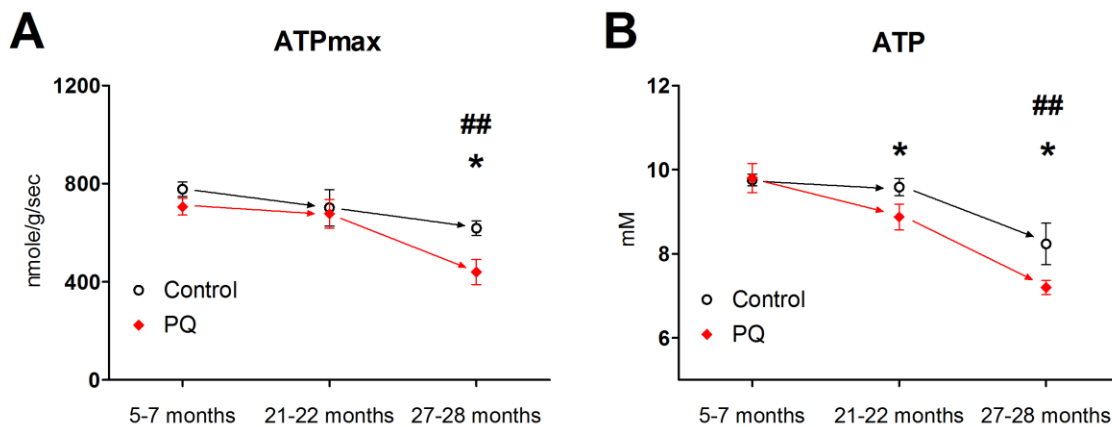 A
ATPmax
1200
800
400
0
nmole/g/sec
##
*
Control
PQ
5-7 months
21-22 months
27-28 months
B
ATP
12
10
8
6
mM
##
*
*
Control
PQ
5-7 months
21-22 months
27-28 months